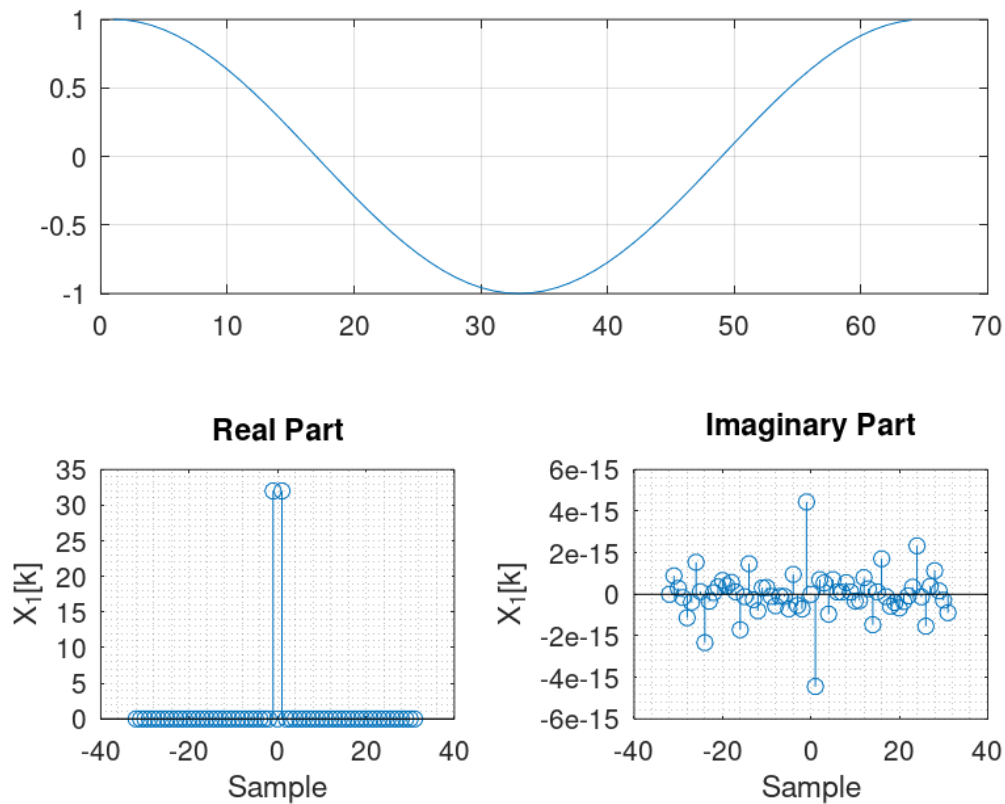 1
0.5
0
-0.5
-1
0 10 20 30 40 50 60 70
Real Part
35
30
25
20
15
10
5
0
X1[k]
-40 -20 0 20 40
Sample
Imaginary Part
6e-15
4e-15
2e-15
0
-2e-15
-4e-15
-6e-15
X1[k]
-40 -20 0 20 40
Sample